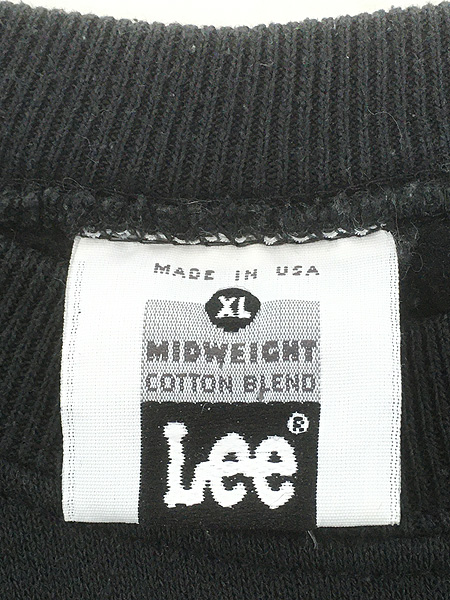 MADE IN USA
XL
MIDWEIGHT
COTTON BLEND
Lee®